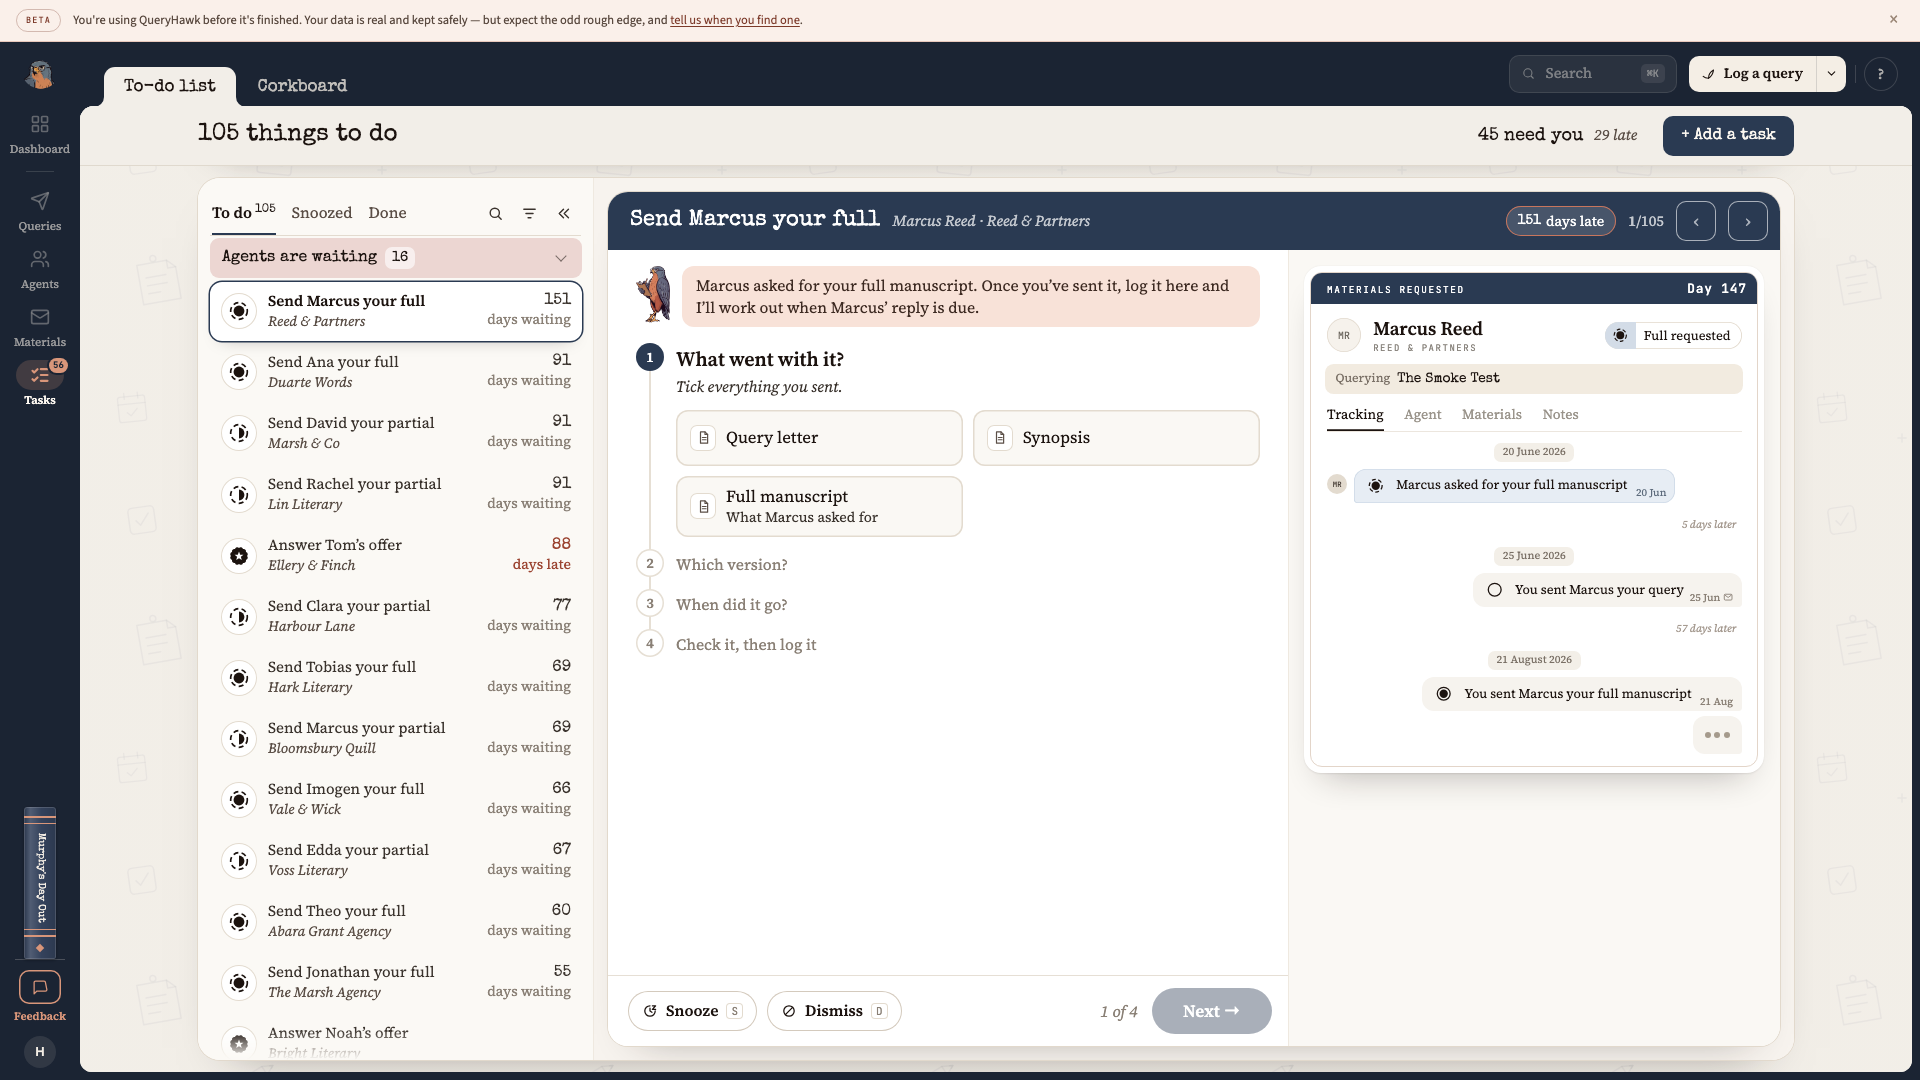 BETA
You're using QueryHawk before it's finished. Your data is real and kept safely — but expect the odd rough edge, and tell us when you find one.
×
To-do list
Corkboard
Search
⌘K
Log a query
?
Dashboard
Queries
Agents
Materials
56
Tasks
Murphy's Day Out
Feedback
H
105 things to do
45 need you
29 late
+ Add a task
To do 105
Snoozed
Done
Agents are waiting 16
Send Marcus your full
Reed & Partners
151
days waiting
Send Ana your full
Duarte Words
91
days waiting
Send David your partial
Marsh & Co
91
days waiting
Send Rachel your partial
Lin Literary
91
days waiting
Answer Tom's offer
Ellery & Finch
88
days late
Send Clara your partial
Harbour Lane
77
days waiting
Send Tobias your full
Hark Literary
69
days waiting
Send Marcus your partial
Bloomsbury Quill
69
days waiting
Send Imogen your full
Vale & Wick
66
days waiting
Send Edda your partial
Voss Literary
67
days waiting
Send Theo your full
Abara Grant Agency
60
days waiting
Send Jonathan your full
The Marsh Agency
55
days waiting
Answer Noah's offer
Bright Literary
Send Marcus your full
Marcus Reed · Reed & Partners
151 days late
1/105
‹
›
Marcus asked for your full manuscript. Once you've sent it, log it here and
I'll work out when Marcus' reply is due.
1
What went with it?
Tick everything you sent.
Query letter
Synopsis
Full manuscript
What Marcus asked for
2
Which version?
3
When did it go?
4
Check it, then log it
Snooze S
Dismiss D
1 of 4
Next →
MATERIALS REQUESTED
Day 147
MR
Marcus Reed
REED & PARTNERS
Full requested
Querying The Smoke Test
Tracking
Agent
Materials
Notes
20 June 2026
MR
Marcus asked for your full manuscript
20 Jun
5 days later
25 June 2026
You sent Marcus your query
25 Jun
57 days later
21 August 2026
You sent Marcus your full manuscript
21 Aug